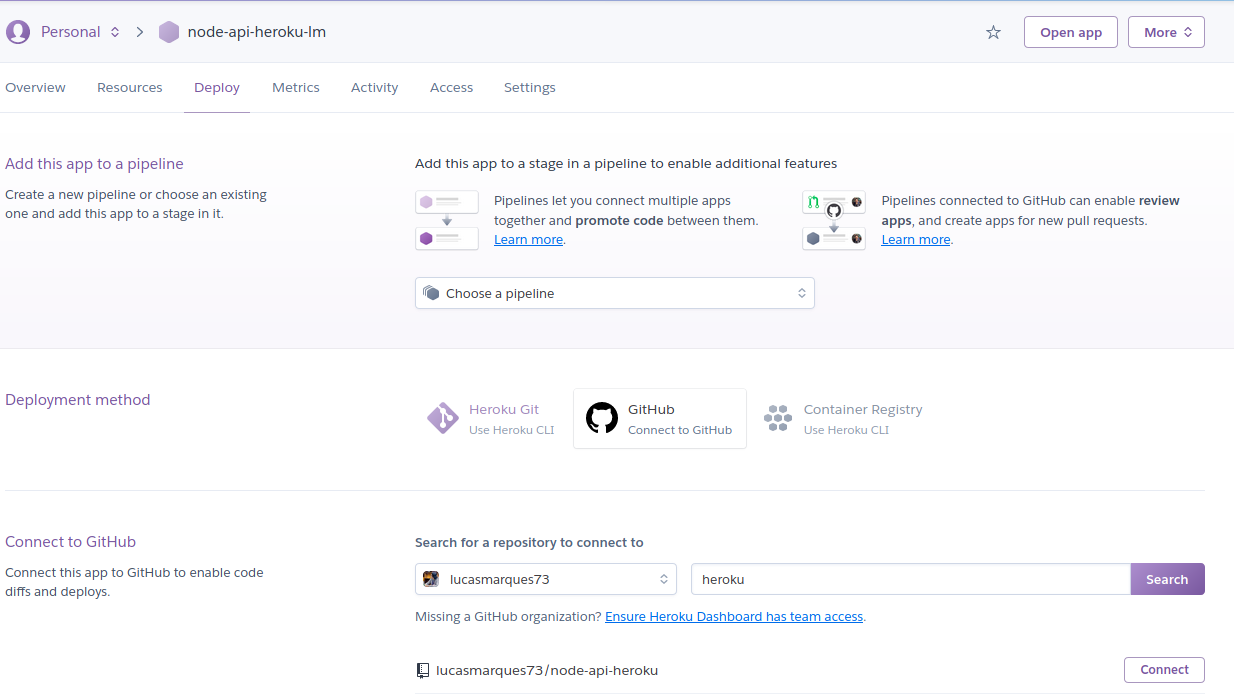 Personal
node-api-heroku-lm
Open app
More
Overview
Resources
Deploy
Metrics
Activity
Access
Settings
Add this app to a pipeline
Create a new pipeline or choose an existing
one and add this app to a stage in it.
Add this app to a stage in a pipeline to enable additional features
Pipelines let you connect multiple apps
together and promote code between them.
Learn more.
Pipelines connected to GitHub can enable review
apps, and create apps for new pull requests.
Learn more.
Choose a pipeline
Deployment method
Heroku Git
Use Heroku CLI
GitHub
Connect to GitHub
Container Registry
Use Heroku CLI
Connect to GitHub
Connect this app to GitHub to enable code
diffs and deploys.
Search for a repository to connect to
lucasmarques73
heroku
Search
Missing a GitHub organization? Ensure Heroku Dashboard has team access.
lucasmarques73/node-api-heroku
Connect